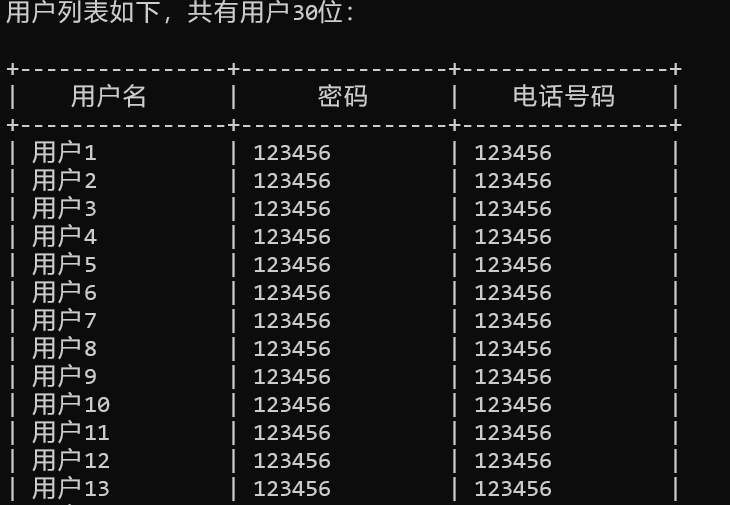 用户列表如下，共有用户30位：
+----------------+----------------+----------------+
| 用户名 | 密码 | 电话号码 |
+----------------+----------------+----------------+
| 用户1 | 123456 | 123456 |
| 用户2 | 123456 | 123456 |
| 用户3 | 123456 | 123456 |
| 用户4 | 123456 | 123456 |
| 用户5 | 123456 | 123456 |
| 用户6 | 123456 | 123456 |
| 用户7 | 123456 | 123456 |
| 用户8 | 123456 | 123456 |
| 用户9 | 123456 | 123456 |
| 用户10 | 123456 | 123456 |
| 用户11 | 123456 | 123456 |
| 用户12 | 123456 | 123456 |
| 用户13 | 123456 | 123456 |